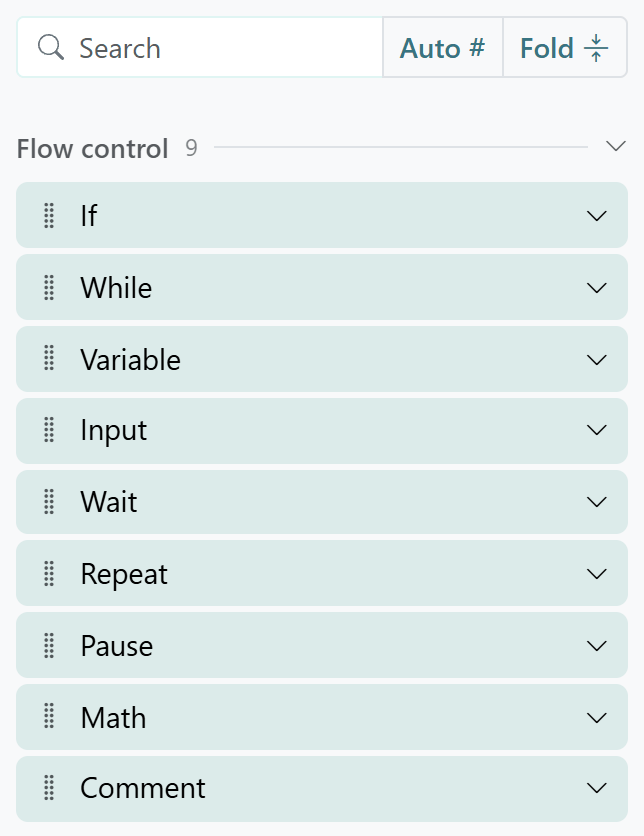 Search Auto # Fold
Flow control 9
If
While
Variable
Input
Wait
Repeat
Pause
Math
Comment